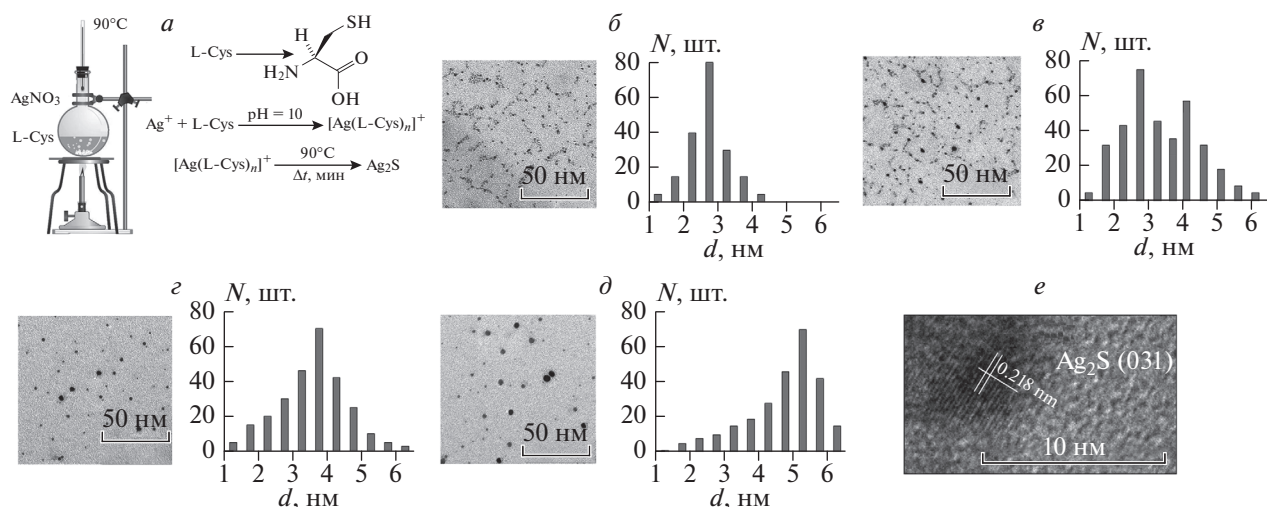 90°C
а
AgNO3
L-Cys
L-Cys
SH
H
O
H2N
OH
Ag+ + L-Cys pH = 10 [Ag(L-Cys)n]+
[Ag(L-Cys)n]+ 90°C Δt, мин Ag2S
б
50 нм
N, шт.
80
60
40
20
0
1 2 3 4 5 6
d, нм
в
50 нм
N, шт.
80
60
40
20
0
1 2 3 4 5 6
d, нм
г
50 нм
N, шт.
80
60
40
20
0
1 2 3 4 5 6
d, нм
д
50 нм
N, шт.
80
60
40
20
0
1 2 3 4 5 6
d, нм
е
Ag2S (031)
0.218 nm
10 нм